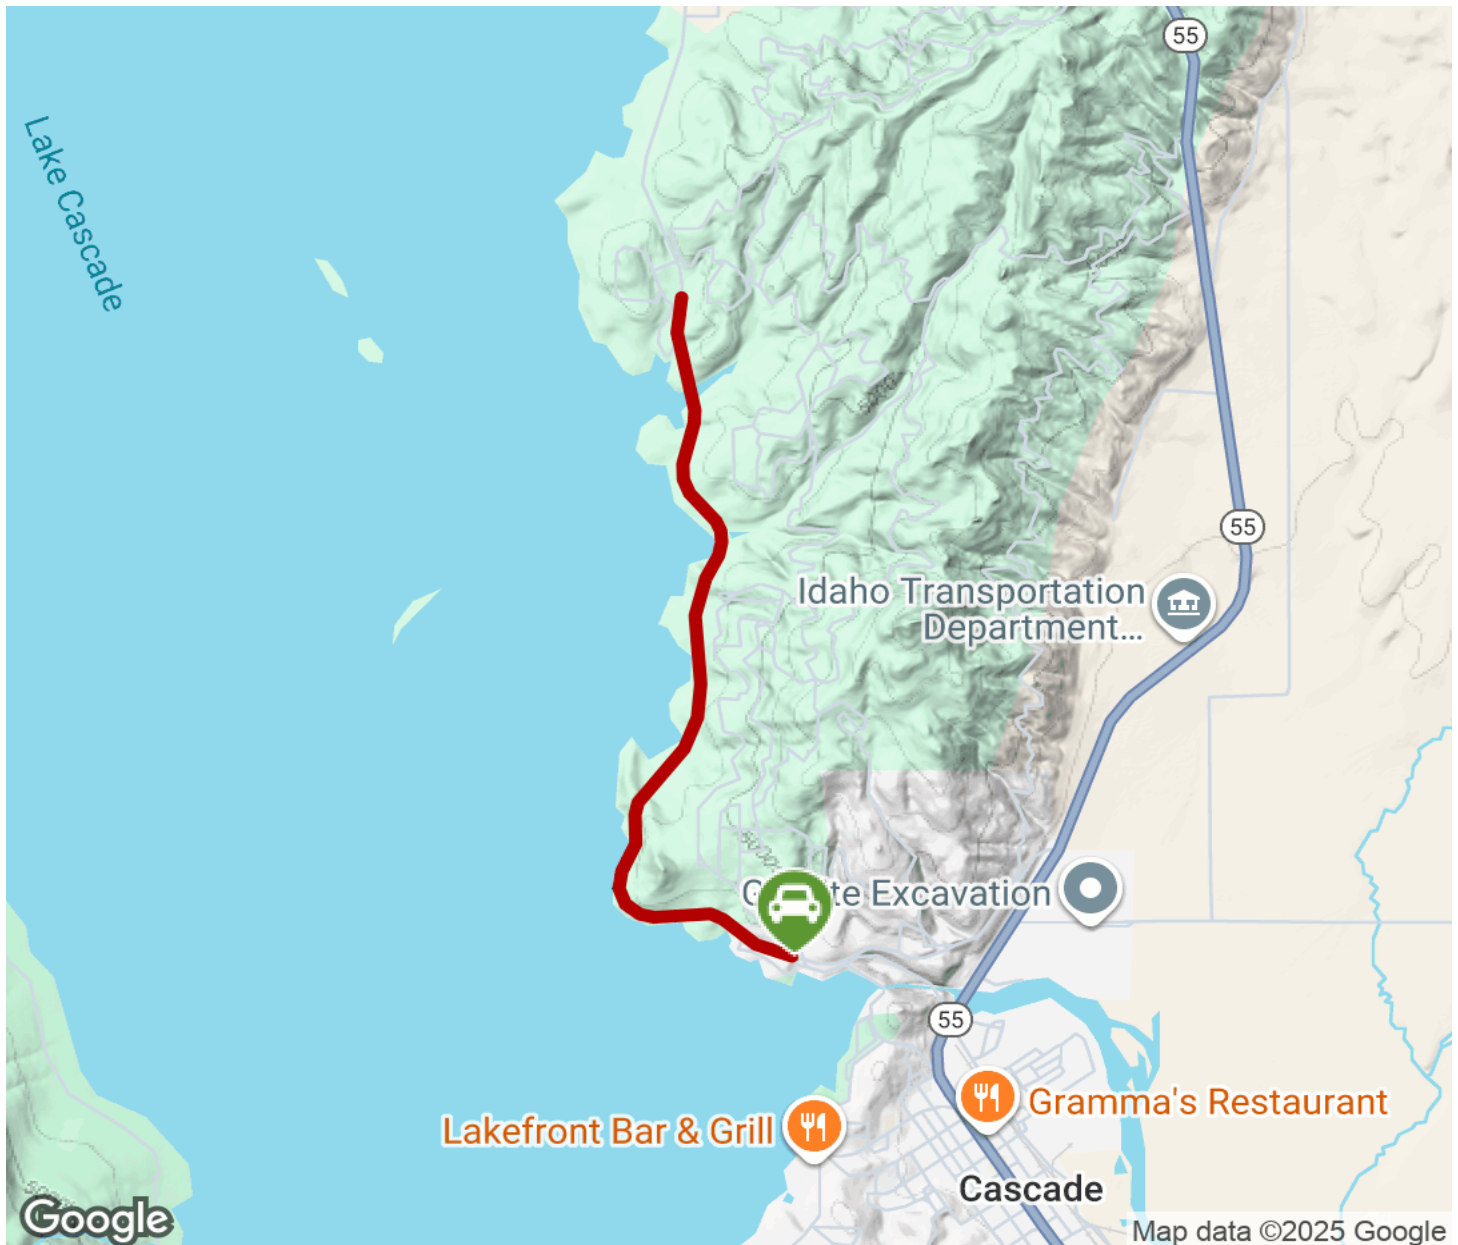 55
Lake Cascade
55
Idaho Transportation
Department...
Excavation
55
Gramma's Restaurant
Lakefront Bar & Grill
Cascade
Google
Map data ©2025 Google